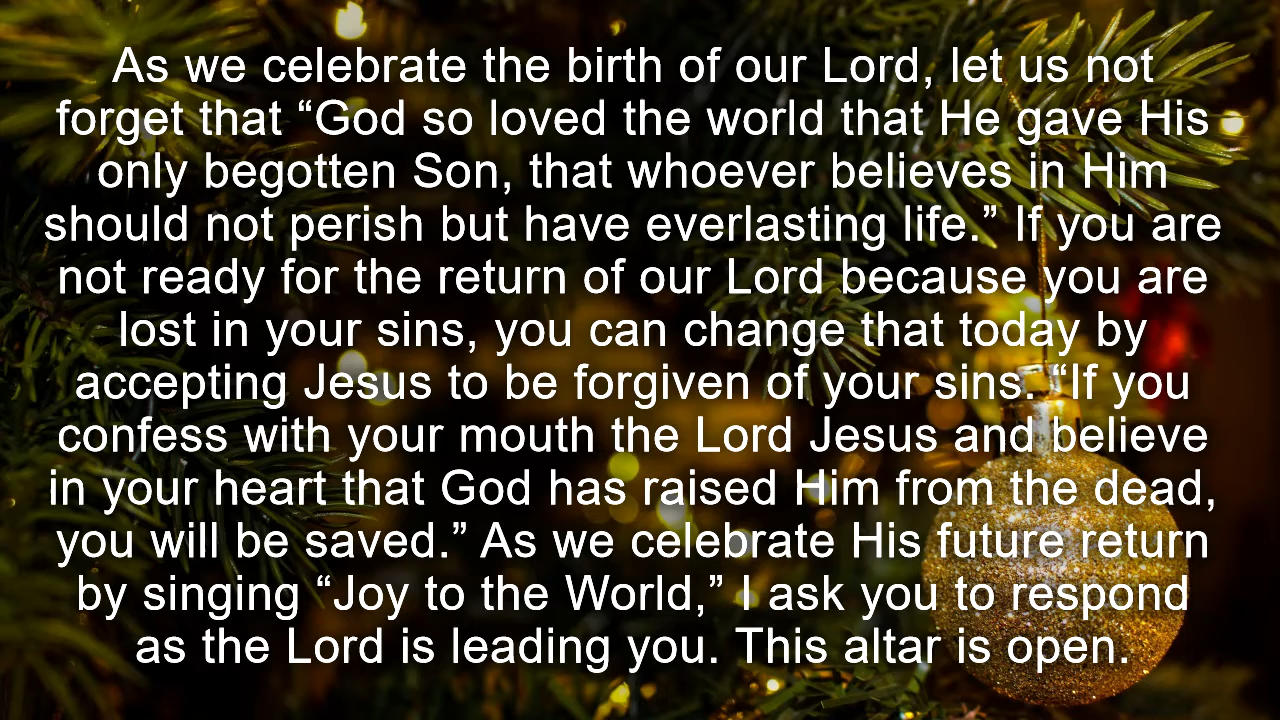 As we celebrate the birth of our Lord, let us not
forget that “God so loved the world that He gave His
only begotten Son, that whoever believes in Him
should not perish but have everlasting life.” If you are
not ready for the return of our Lord because you are
lost in your sins, you can change that today by
accepting Jesus to be forgiven of your sins. “If you
confess with your mouth the Lord Jesus and believe
in your heart that God has raised Him from the dead,
you will be saved.” As we celebrate His future return
by singing “Joy to the World,” I ask you to respond
as the Lord is leading you. This altar is open.